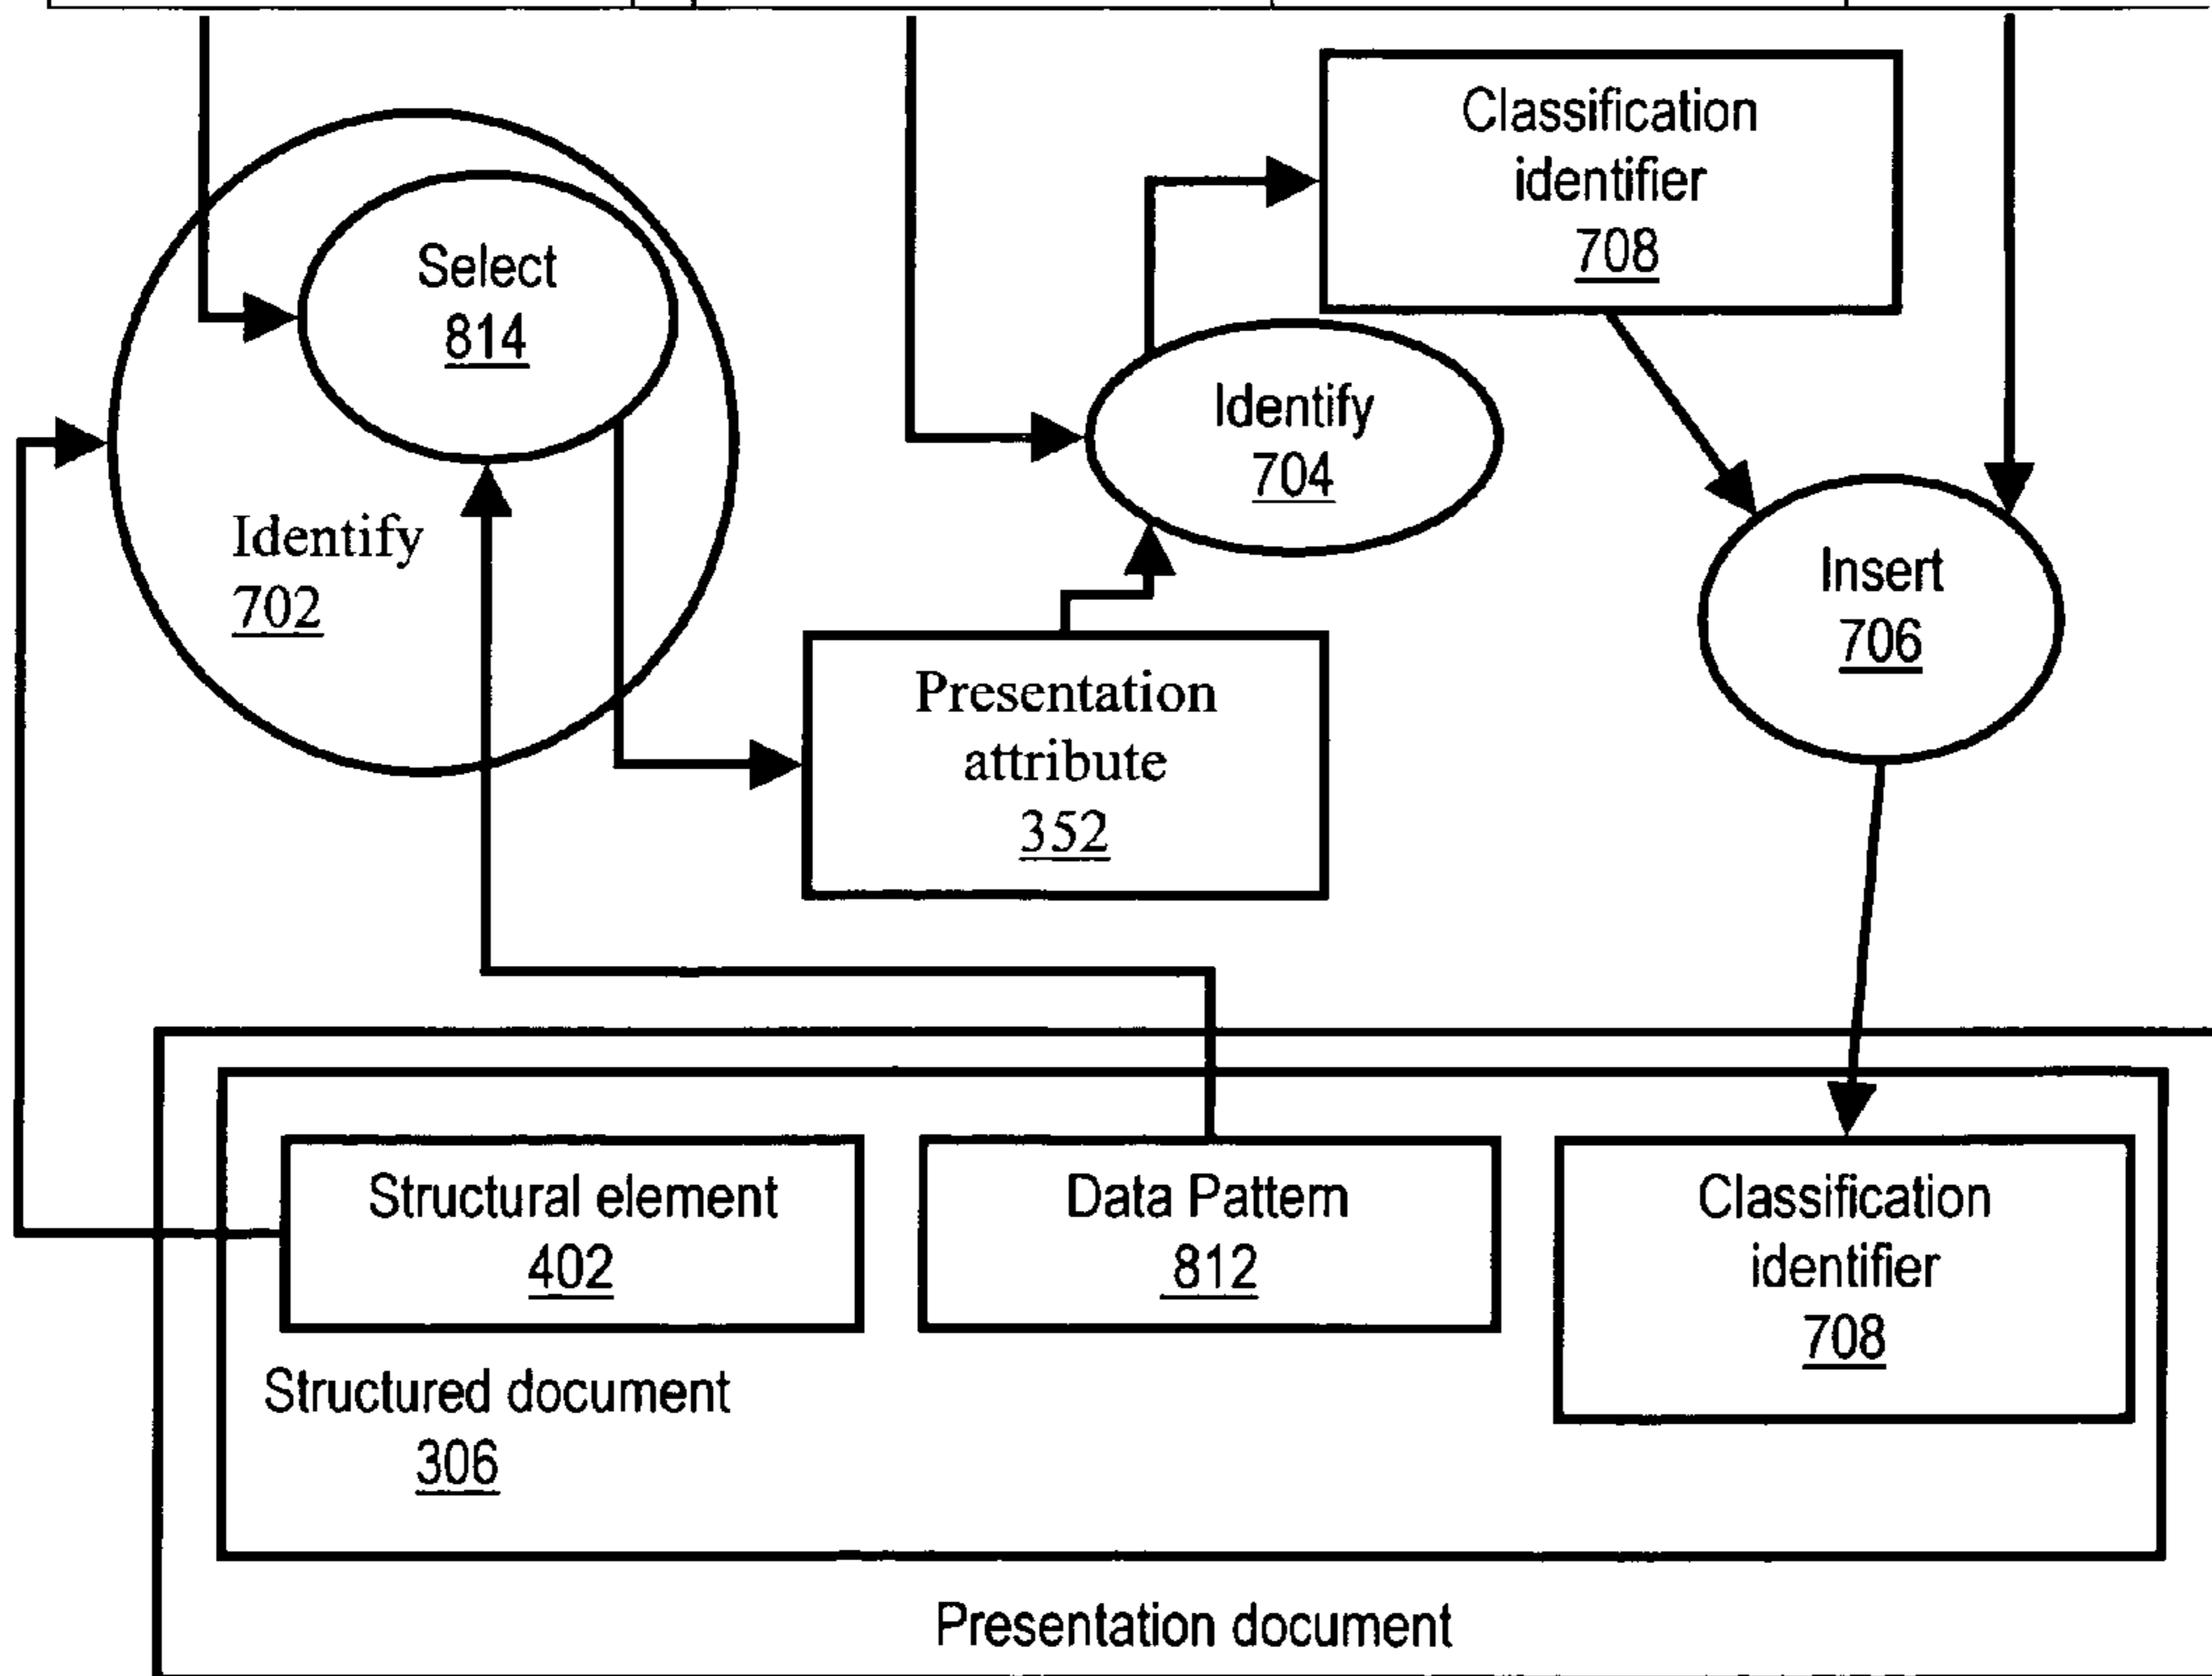 Classification
identifier
708
Select
814
Identify
704
Identify
702
Insert
706
Presentation
attribute
352
Structural element
402
Data Pattern
812
Classification
identifier
708
Structured document
306
Presentation document